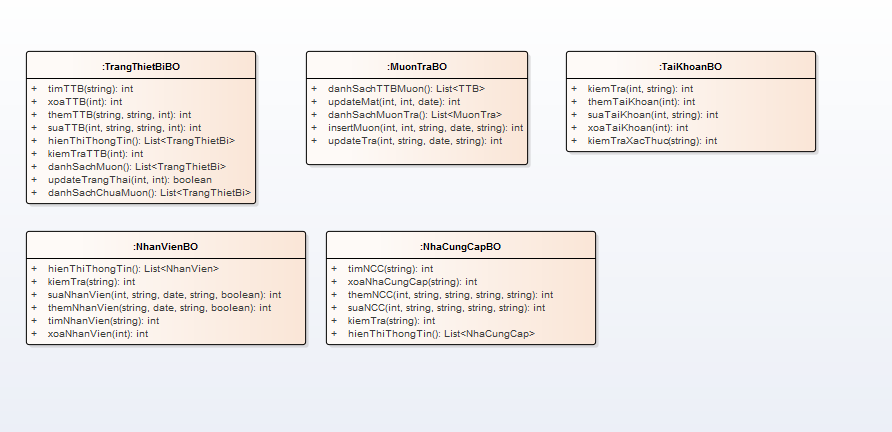 :TrangThietBiBO
+ timTTB(string): int
+ xoaTTB(int): int
+ themTTB(string, string, int): int
+ suaTTB(int, string, string, int): int
+ hienThiThongTin(): List<TrangThietBi>
+ kiemTraTTB(int): int
+ danhSachMuon(): List<TrangThietBi>
+ updateTrangThai(int, int): boolean
+ danhSachChuaMuon(): List<TrangThietBi>
:MuonTraBO
+ danhSachTTBMuon(): List<TTB>
+ updateMat(int, int, date): int
+ danhSachMuonTra(): List<MuonTra>
+ insertMuon(int, int, string, date, string): int
+ updateTra(int, string, date, string): int
:TaiKhoanBO
+ kiemTra(int, string): int
+ themTaiKhoan(int): int
+ suaTaiKhoan(int, string): int
+ xoaTaiKhoan(int): int
+ kiemTraXacThuc(string): int
:NhanVienBO
+ hienThiThongTin(): List<NhanVien>
+ kiemTra(string): int
+ suaNhanVien(int, string, date, string, boolean): int
+ themNhanVien(string, date, string, boolean): int
+ timNhanVien(string): int
+ xoaNhanVien(int): int
:NhaCungCapBO
+ timNCC(string): int
+ xoaNhaCungCap(string): int
+ themNCC(int, string, string, string, string): int
+ suaNCC(int, string, string, string, string): int
+ kiemTra(string): int
+ hienThiThongTin(): List<NhaCungCap>